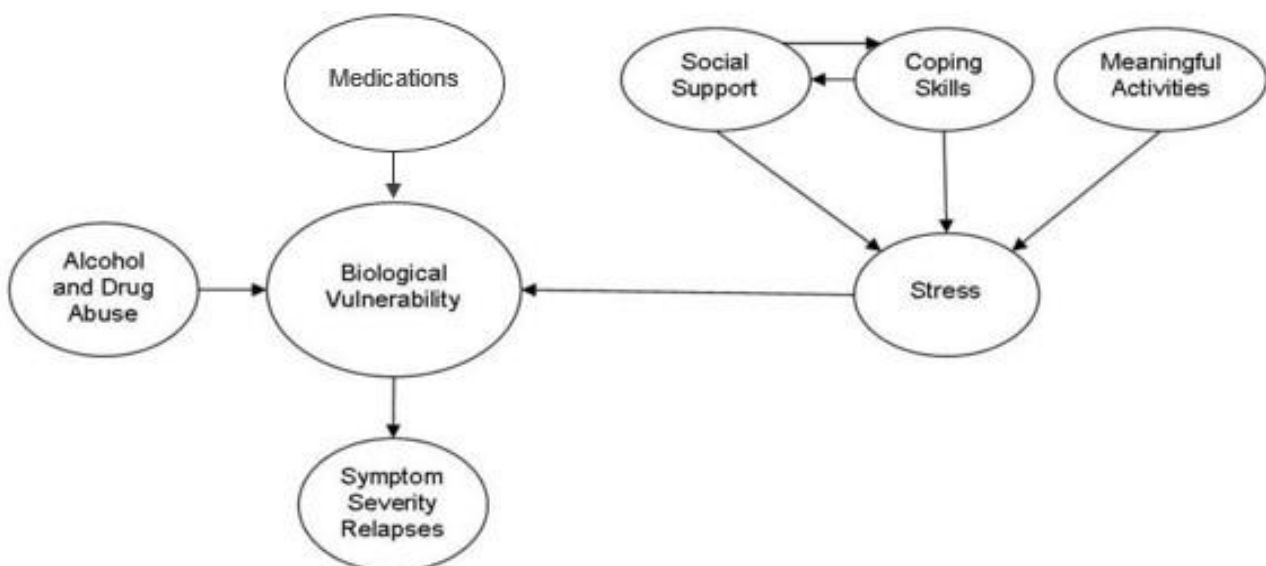 Medications
Social
Support
Coping
Skills
Meaningful
Activities
Alcohol
and Drug
Abuse
Biological
Vulnerability
Stress
Symptom
Severity
Relapses